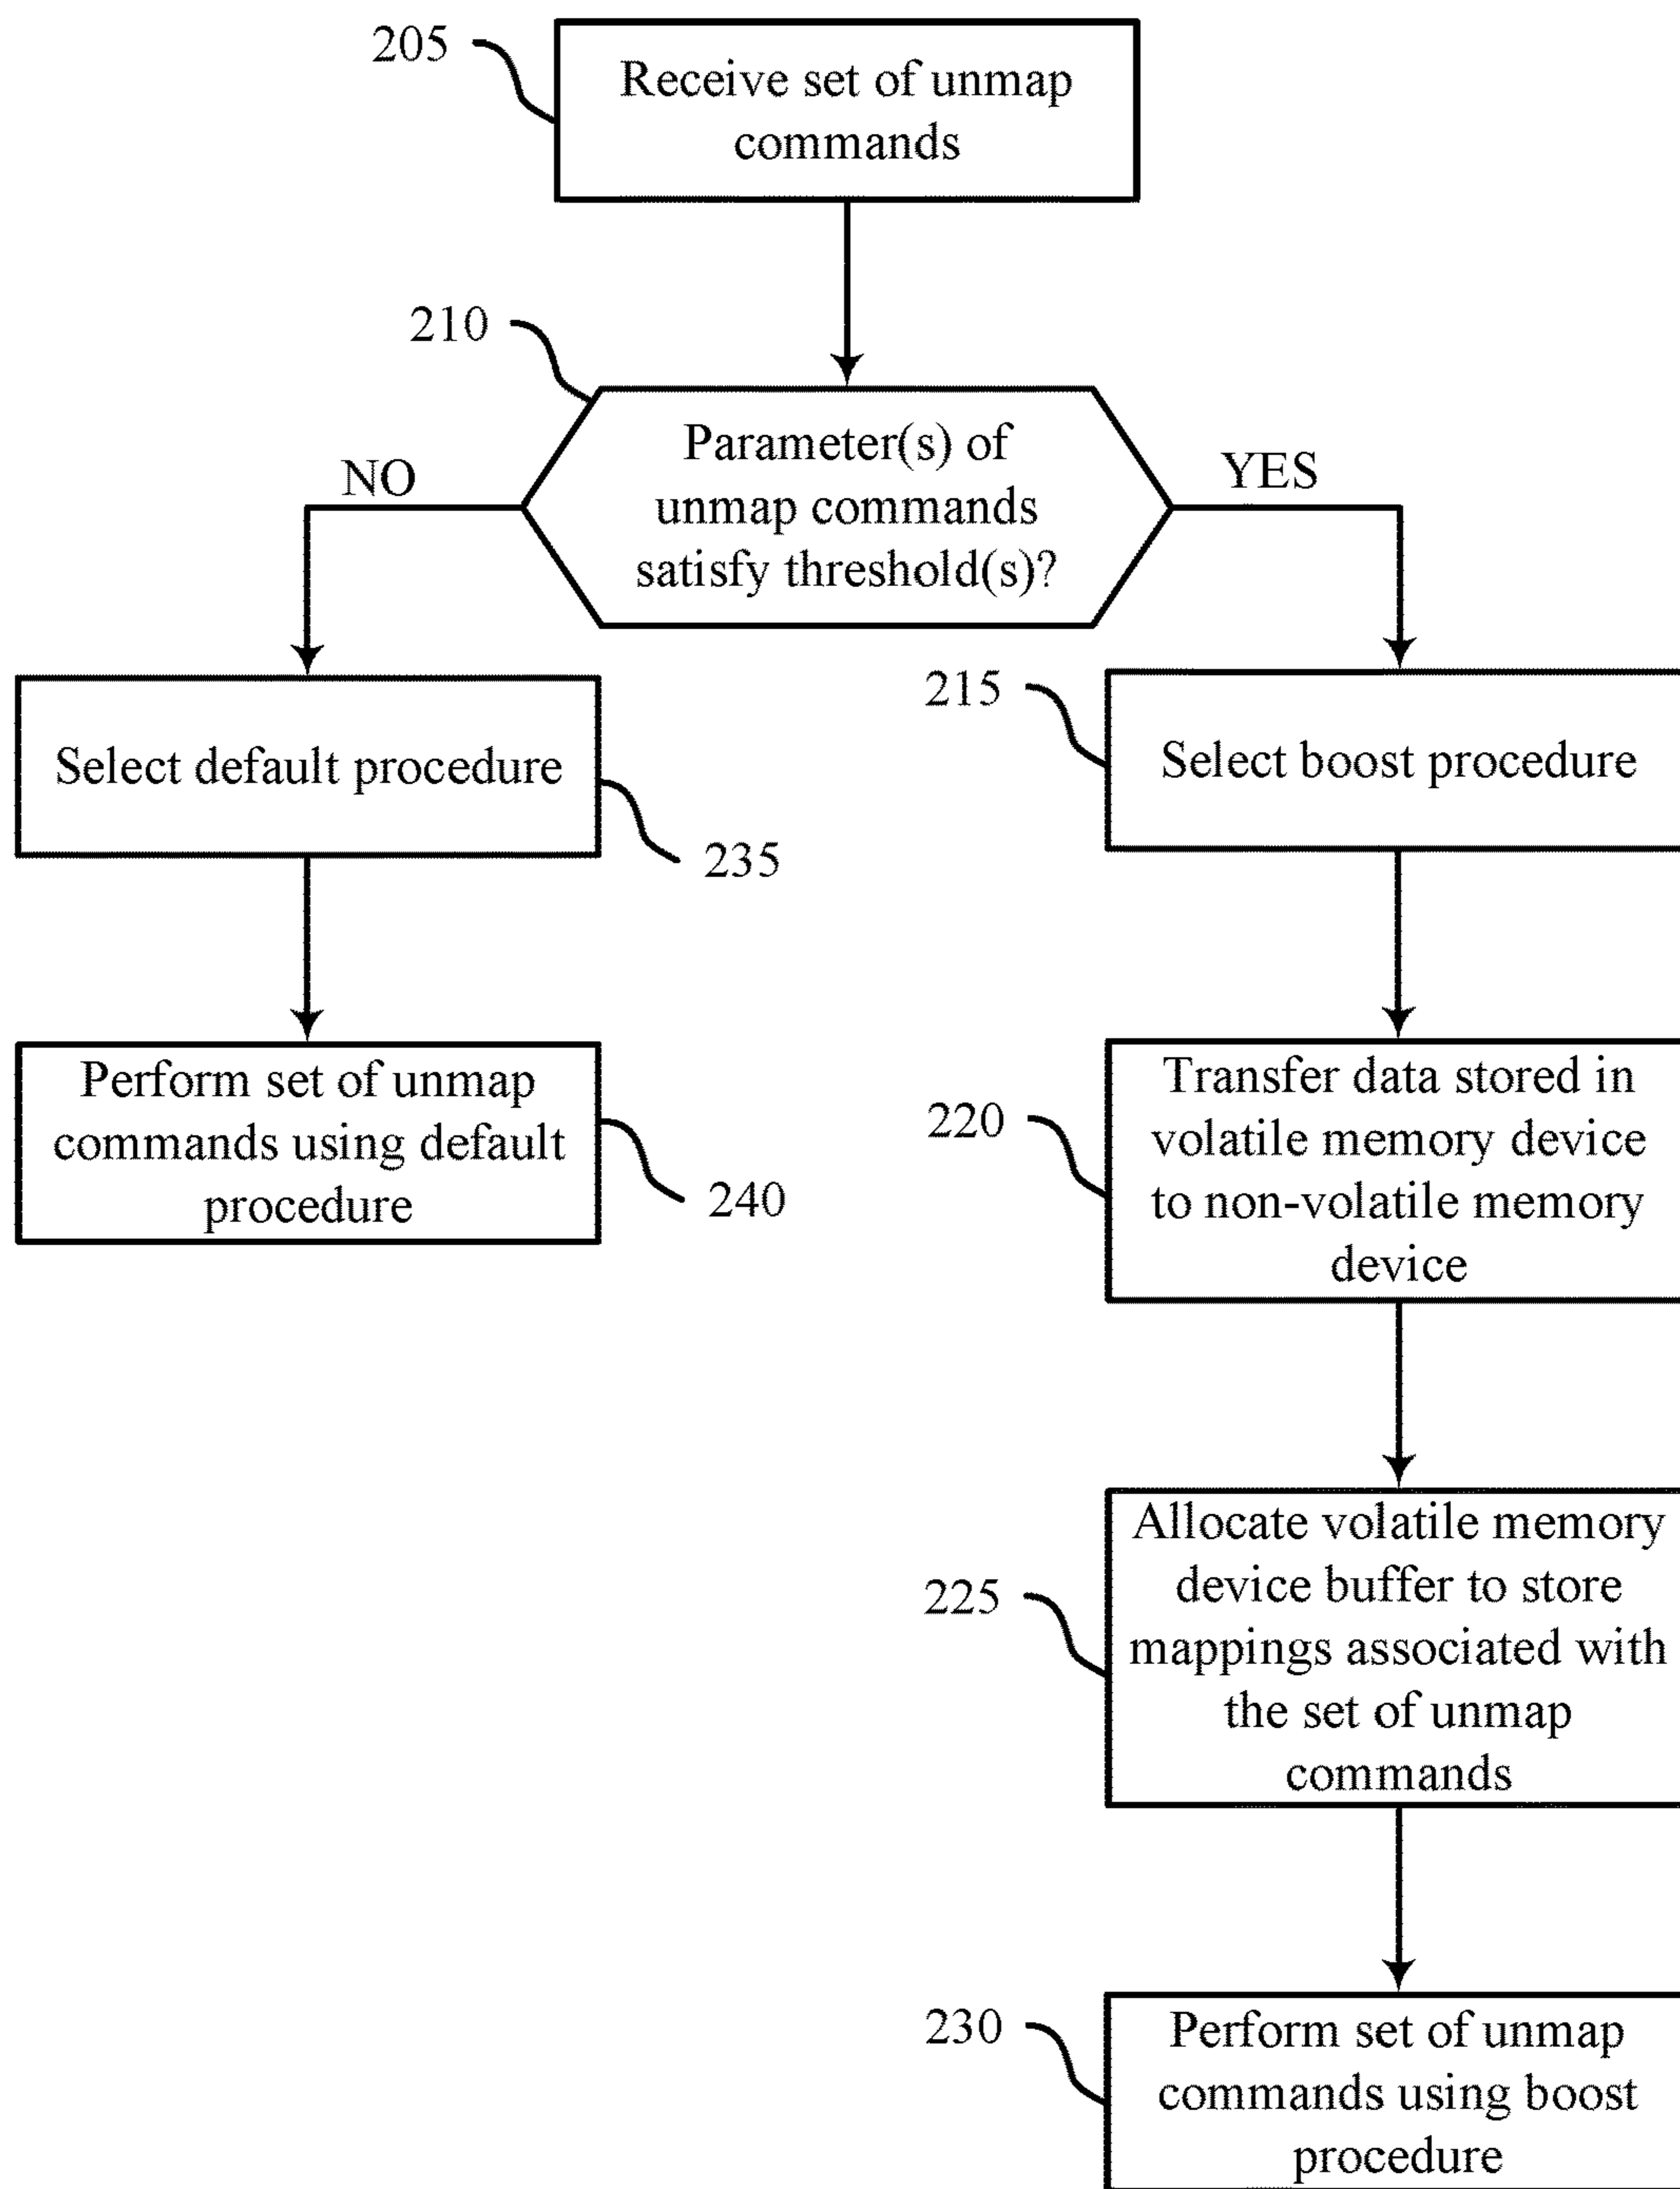 205
Receive set of unmap
commands
210
Parameter(s) of
unmap commands
satisfy threshold(s)?
NO
YES
Select default procedure
235
215
Select boost procedure
Perform set of unmap
commands using default
procedure
240
220
Transfer data stored in
volatile memory device
to non-volatile memory
device
225
Allocate volatile memory
device buffer to store
mappings associated with
the set of unmap
commands
230
Perform set of unmap
commands using boost
procedure